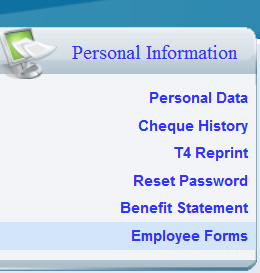 Personal Information
Personal Data
Cheque History
T4 Reprint
Reset Password
Benefit Statement
Employee Forms